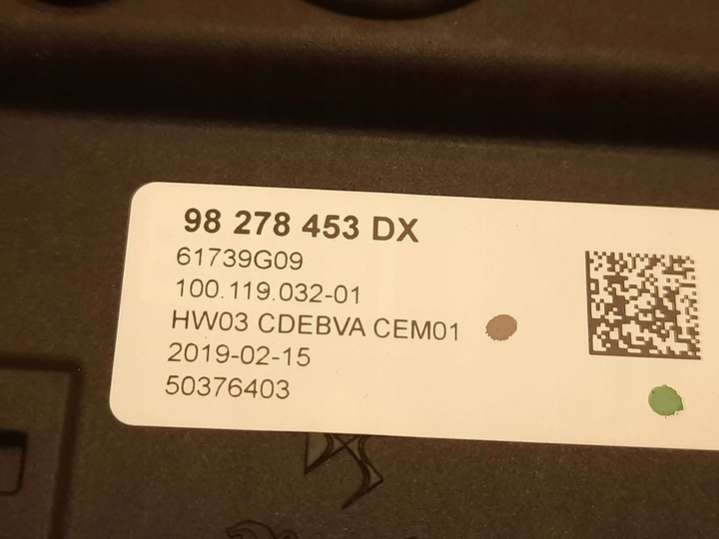 98 278 453 DX
61739G09
100.119.032-01
HW03 CDEBVA CEM01
2019-02-15
50376403